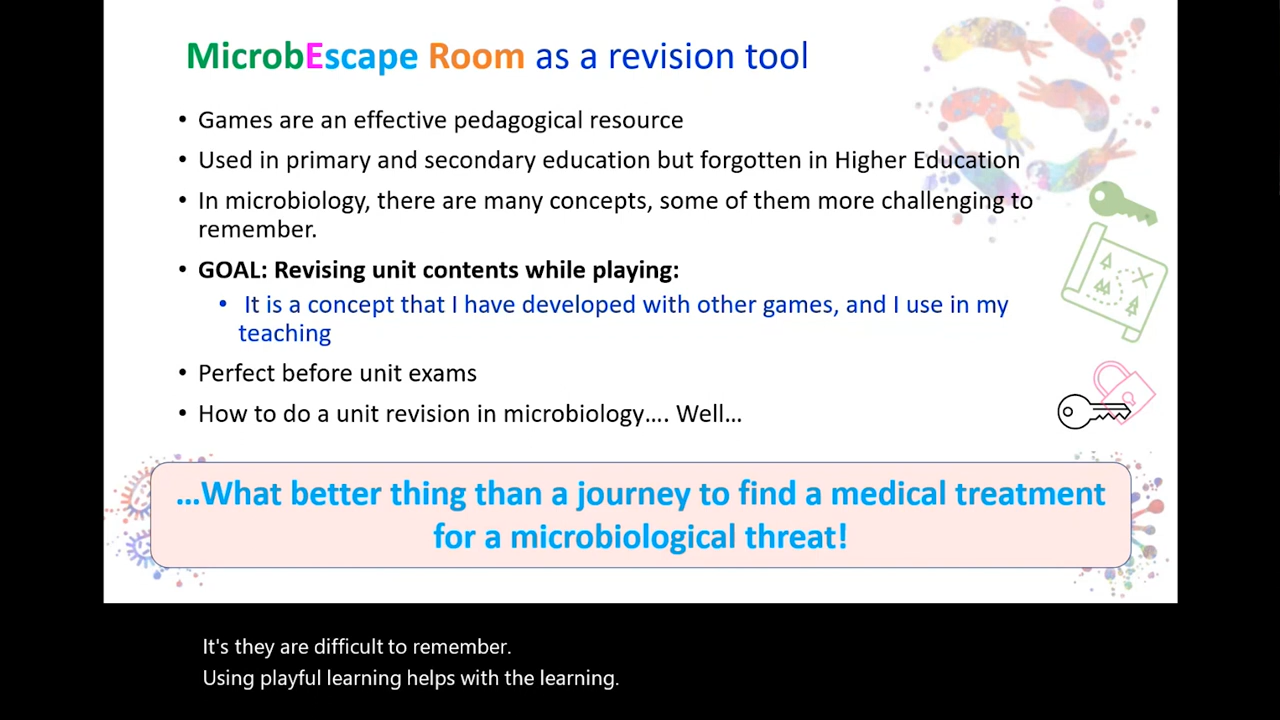 MicrobEscape Room as a revision tool
• Games are an effective pedagogical resource
• Used in primary and secondary education but forgotten in Higher Education
• In microbiology, there are many concepts, some of them more challenging to
remember.
• GOAL: Revising unit contents while playing:
• It is a concept that I have developed with other games, and I use in my
teaching
• Perfect before unit exams
• How to do a unit revision in microbiology…. Well…
…What better thing than a journey to find a medical treatment
for a microbiological threat!
It's they are difficult to remember.
Using playful learning helps with the learning.